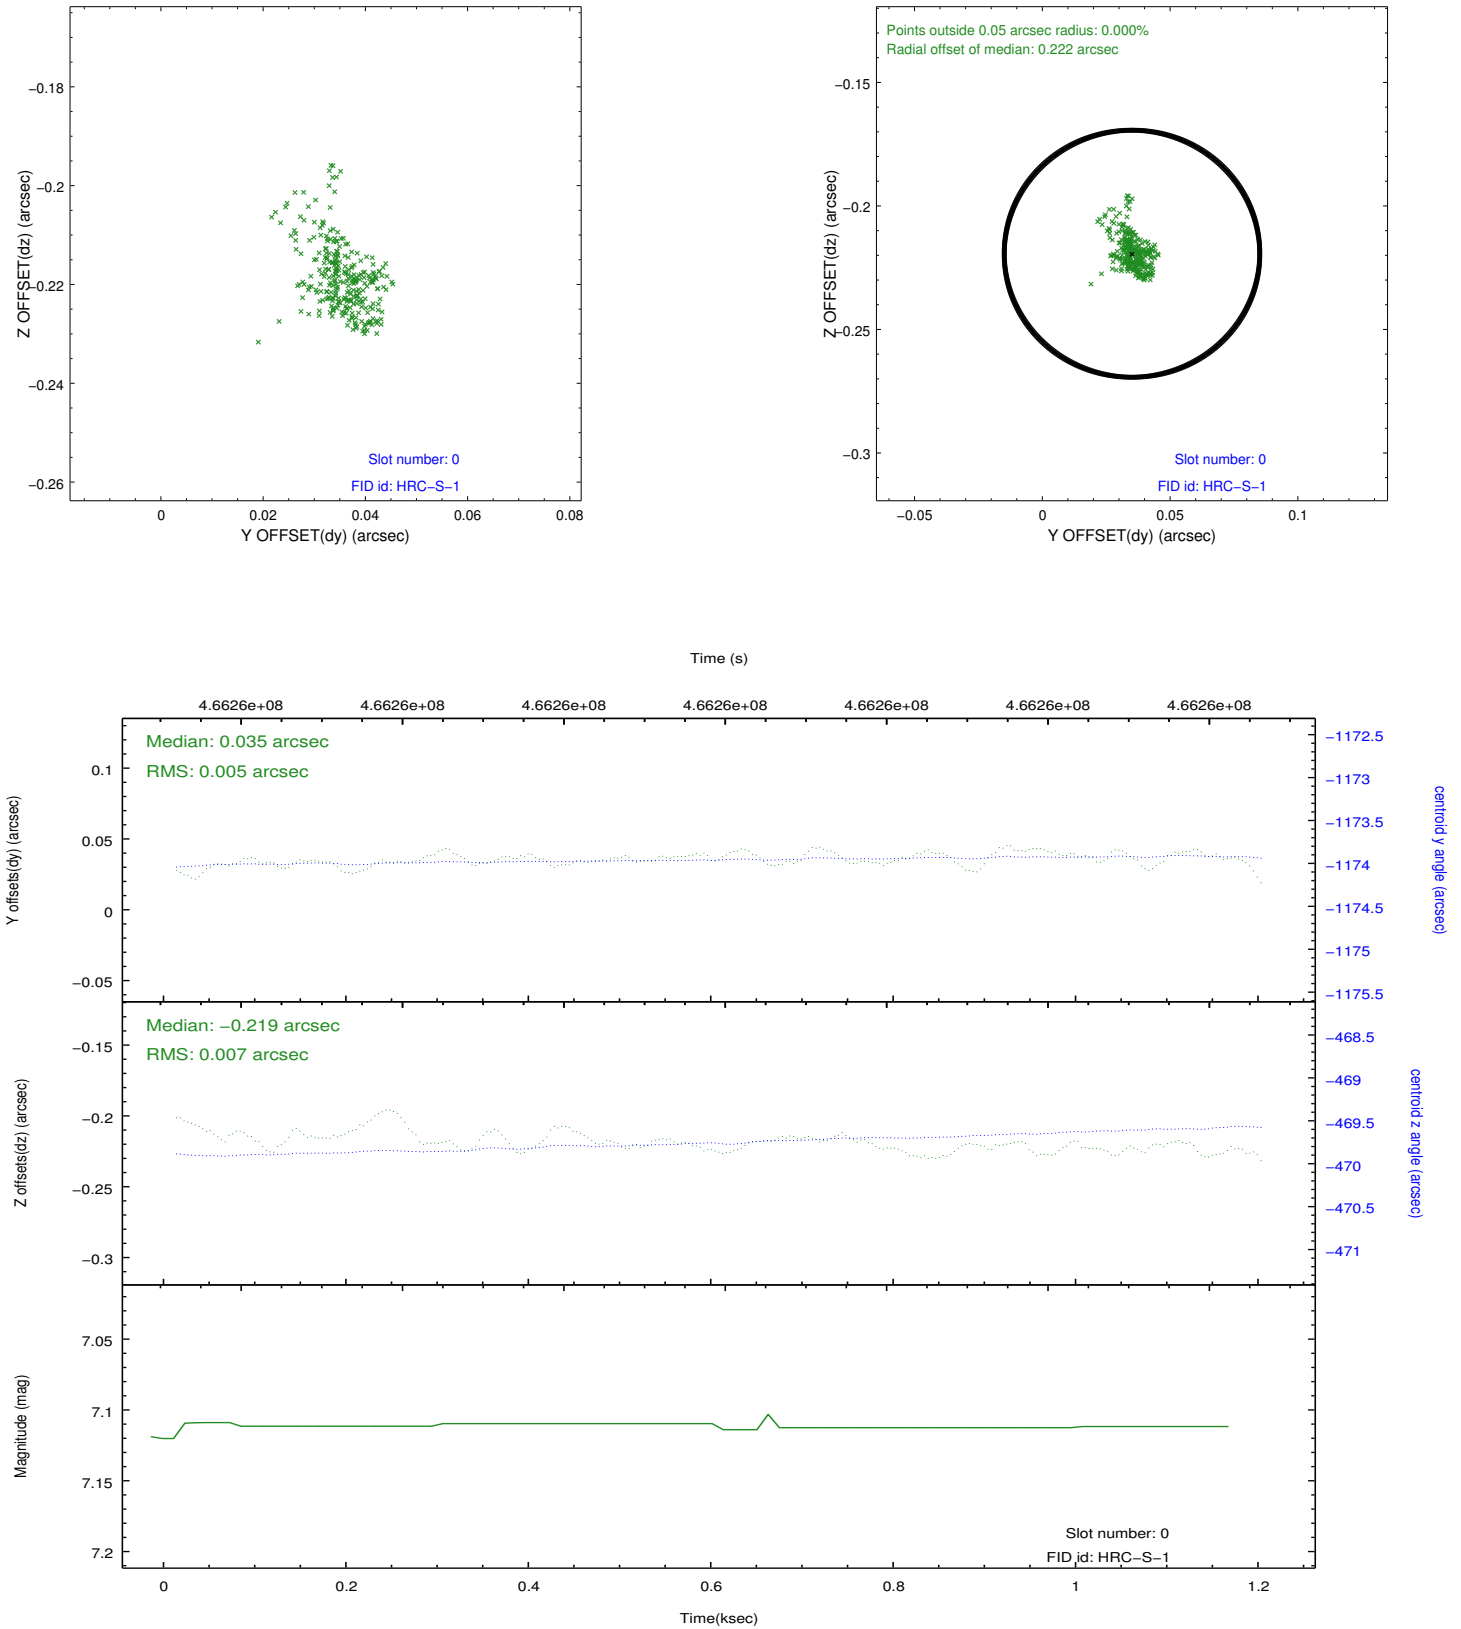 −0.18
−0.2
−0.22
−0.24
−0.26
Z OFFSET(dz) (arcsec)
Slot number: 0
FID id: HRC−S−1
0 0.02 0.04 0.06 0.08
Y OFFSET(dy) (arcsec)
Points outside 0.05 arcsec radius: 0.000%
Radial offset of median: 0.222 arcsec
−0.15
−0.2
−0.25
−0.3
Z OFFSET(dz) (arcsec)
Slot number: 0
FID id: HRC−S−1
−0.05 0 0.05 0.1
Y OFFSET(dy) (arcsec)
Time (s)
4.6626e+08 4.6626e+08 4.6626e+08 4.6626e+08 4.6626e+08 4.6626e+08 4.6626e+08
Median: 0.035 arcsec
RMS: 0.005 arcsec
0.1
0.05
0
−0.05
Y offsets(dy) (arcsec)
−1172.5
−1173
−1173.5
−1174
−1174.5
−1175
−1175.5
centroid y angle (arcsec)
Median: −0.219 arcsec
RMS: 0.007 arcsec
−0.15
−0.2
−0.25
−0.3
Z offsets(dz) (arcsec)
−468.5
−469
−469.5
−470
−470.5
−471
centroid z angle (arcsec)
7.05
7.1
7.15
7.2
Magnitude (mag)
Slot number: 0
FID id: HRC−S−1
0 0.2 0.4 0.6 0.8 1 1.2
Time(ksec)